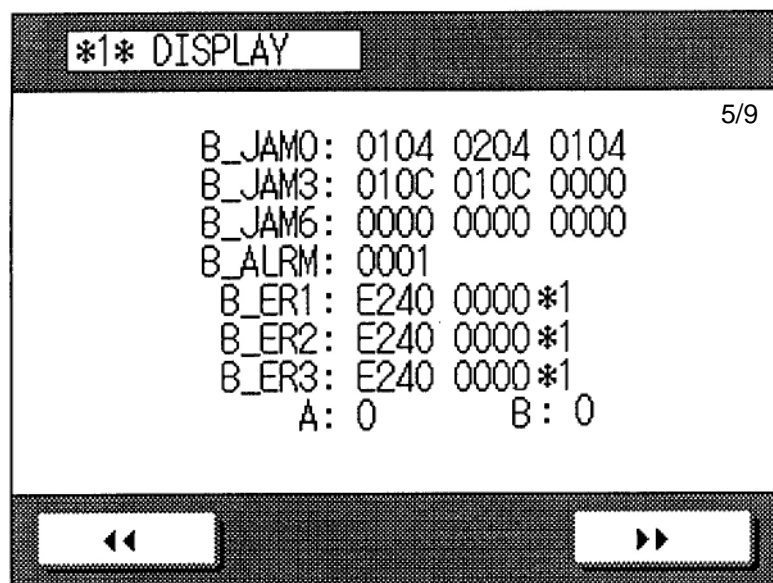 *1* DISPLAY
5/9
B_JAM0: 0104 0204 0104
B_JAM3: 010C 010C 0000
B_JAM6: 0000 0000 0000
B_ALRM: 0001
B_ER1: E240 0000*1
B_ER2: E240 0000*1
B_ER3: E240 0000*1
A: 0 B: 0